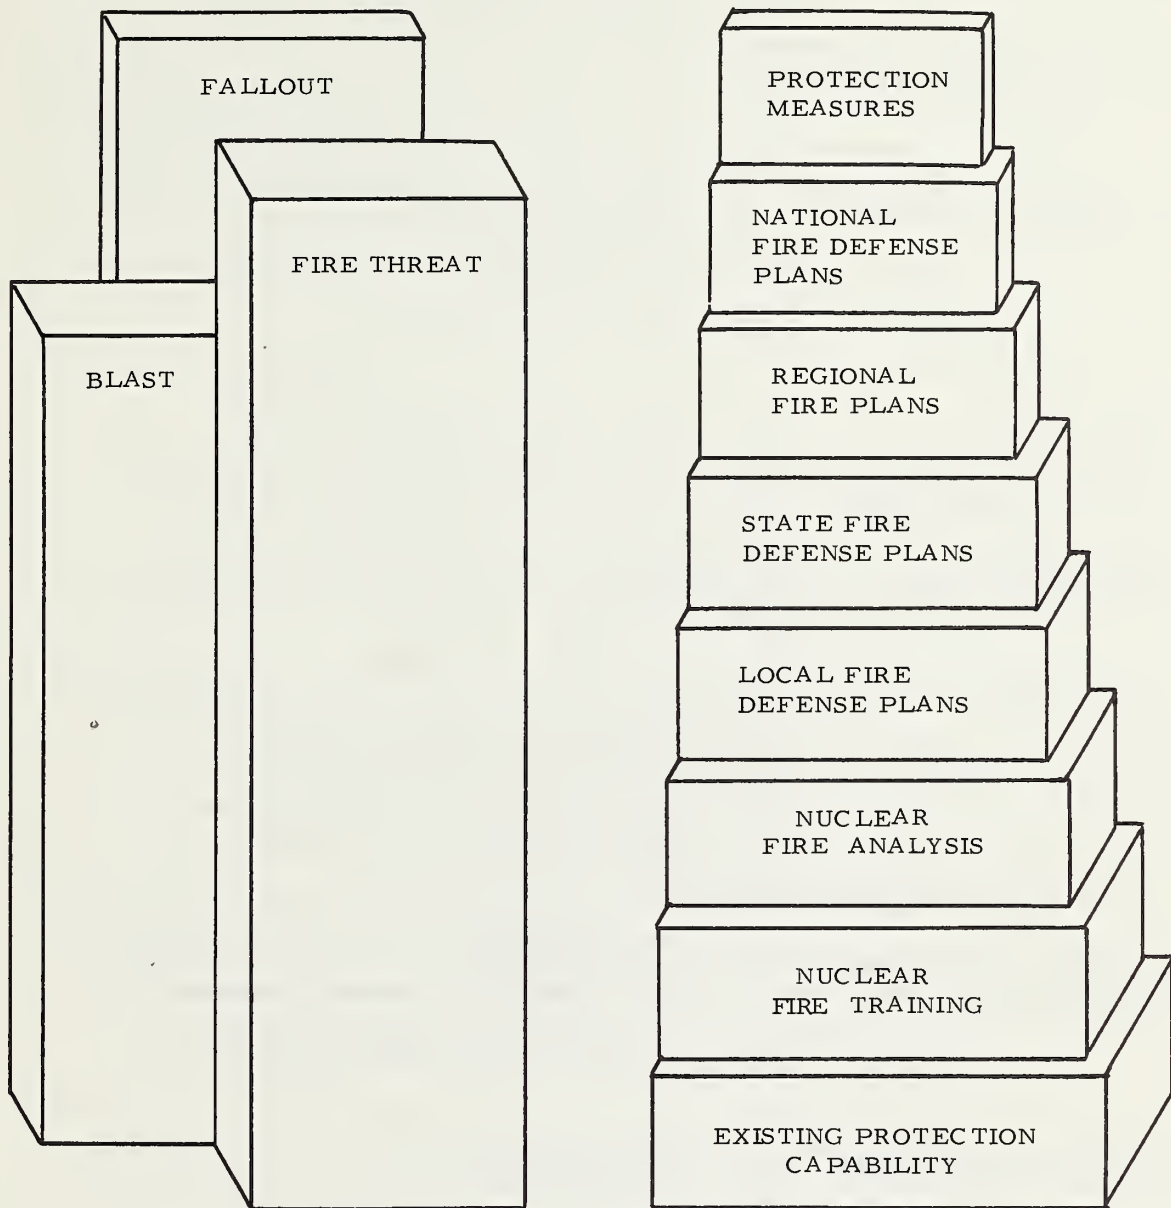 FALLOUT
FIRE THREAT
BLAST
PROTECTION
MEASURES
NATIONAL
FIRE DEFENSE
PLANS
REGIONAL
FIRE PLANS
STATE FIRE
DEFENSE PLANS
LOCAL FIRE
DEFENSE PLANS
NUCLEAR
FIRE ANALYSIS
NUCLEAR
FIRE TRAINING
EXISTING PROTECTION
CAPABILITY